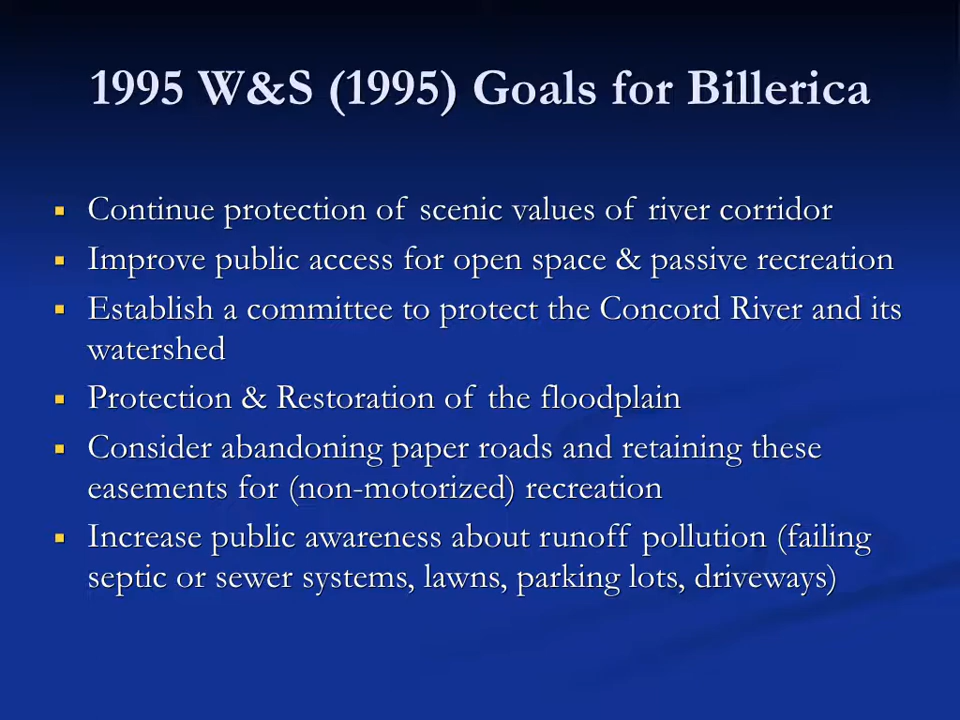 1995 W&S (1995) Goals for Billerica
Continue protection of scenic values of river corridor
Improve public access for open space & passive recreation
Establish a committee to protect the Concord River and its
watershed
Protection & Restoration of the floodplain
Consider abandoning paper roads and retaining these
easements for (non-motorized) recreation
Increase public awareness about runoff pollution (failing
septic or sewer systems, lawns, parking lots, driveways)